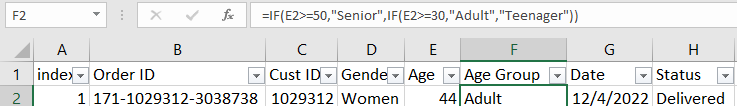 F2 fx =IF(E2>=50,"Senior",IF(E2>=30,"Adult","Teenager"))
A B C D E F G H
1 index Order ID Cust ID Gende Age Age Group Date Status
2 1 171-1029312-3038738 1029312 Women 44 Adult 12/4/2022 Delivered